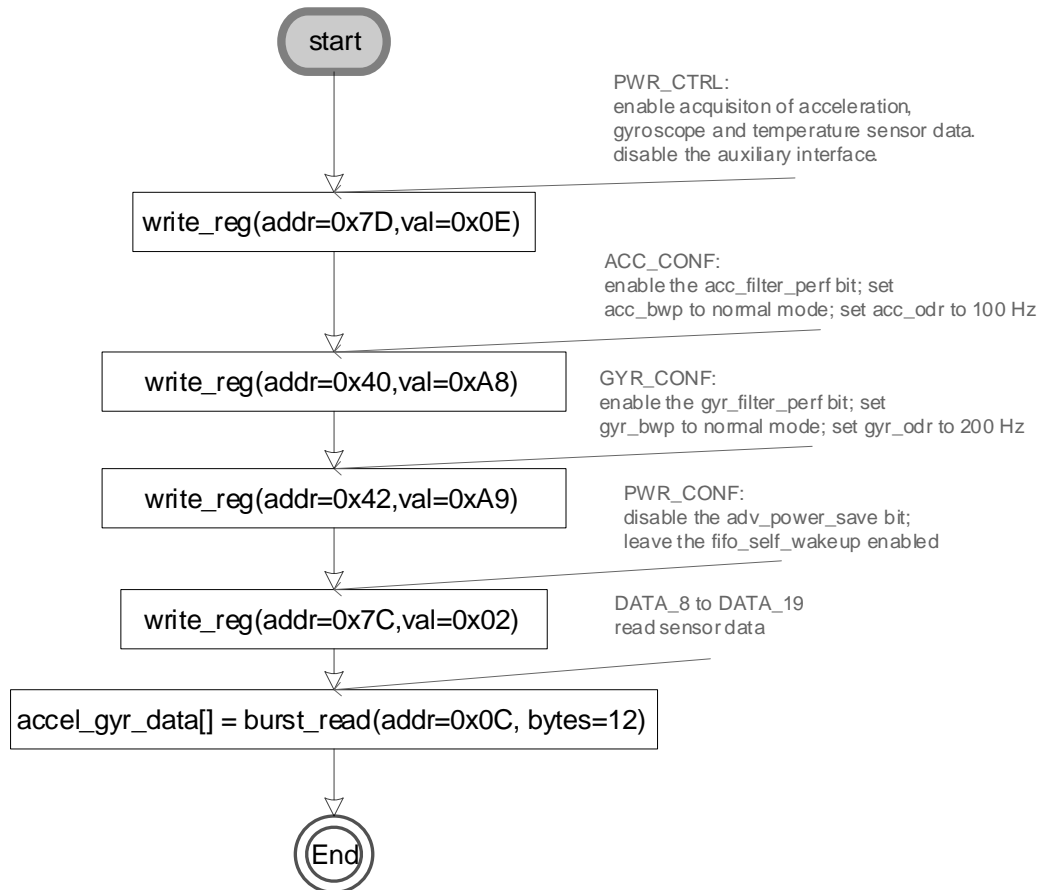 start
PWR_CTRL:
enable acquisiton of acceleration,
gyroscope and temperature sensor data.
disable the auxiliary interface.
write_reg(addr=0x7D,val=0x0E)
ACC_CONF:
enable the acc_filter_perf bit; set
acc_bwp to normal mode; set acc_odr to 100 Hz
write_reg(addr=0x40,val=0xA8)
GYR_CONF:
enable the gyr_filter_perf bit; set
gyr_bwp to normal mode; set gyr_odr to 200 Hz
write_reg(addr=0x42,val=0xA9)
PWR_CONF:
disable the adv_power_save bit;
leave the fifo_self_wakeup enabled
write_reg(addr=0x7C,val=0x02)
DATA_8 to DATA_19
read sensor data
accel_gyr_data[] = burst_read(addr=0x0C, bytes=12)
End